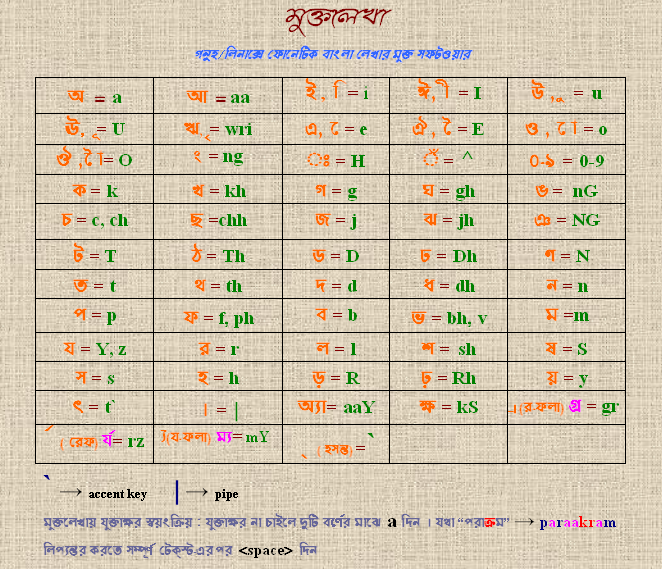 মুক্তলেখা
গনুহ/লিনাক্সে ফোনেটিক বাংলা লেখার মুক্ত সফটওয়ার
অ = a আ = aa ই , ি = i ঈ, ী = I উ , ু = u
ঊ, ূ = U ঋ, ৃ = wri এ, ে = e ঐ , ৈ = E ও , ো = o
ঔ , ৌ = O ং = ng ঃ = H ঁ = ^ ০-৯ = 0-9
ক = k খ = kh গ = g ঘ = gh ঙ = nG
চ = c, ch ছ =chh জ = j ঝ = jh ঞ = NG
ট = T ঠ = Th ড = D ঢ = Dh ণ = N
ত = t থ = th দ = d ধ = dh ন = n
প = p ফ = f, ph ব = b ভ = bh, v ম =m
য = Y, z র = r ল = l শ = sh ষ = S
স = s হ = h ড় = R ঢ় = Rh য় = y
ৎ = t` । = | অ্যা= aaY ক্ষ = kS ্র (র-ফলা) গ্র = gr
র্ ( রেফ) র্য= rz ্য (য-ফলা) ম্য= mY ্ ( হসন্ত) = `
` → accent key | → pipe
মুক্তলেখায় যুক্তাক্ষর স্বয়ংক্রিয় : যুক্তাক্ষর না চাইলে দুটি বর্ণের মাঝে a দিন । যথা “পরাক্রম” → paraakram
লিপ্যন্তর করতে সম্পূর্ণ টেক্স্ট-এর পর <space> দিন